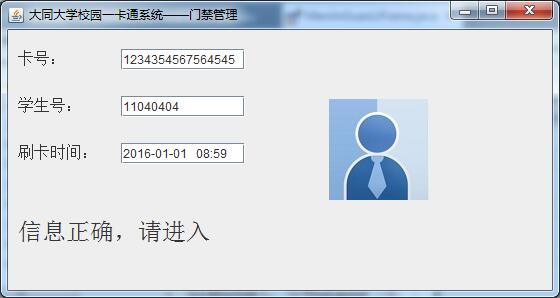 大同大学校园一卡通系统——门禁管理
卡号： 1234354567564545
学生号： 11040404
刷卡时间： 2016-01-01 08:59
信息正确，请进入